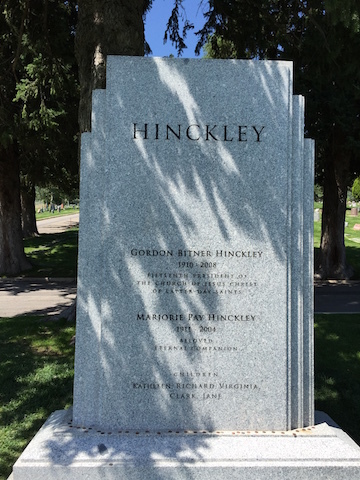 HINCKLEY
GORDON BITNER HINCKLEY
1910 - 2008
FIFTEENTH PRESIDENT OF
THE CHURCH OF JESUS CHRIST
OF LATTER-DAY SAINTS
MARJORIE PAY HINCKLEY
1911 - 2004
BELOVED
ETERNAL COMPANION
CHILDREN
KATHLEEN, RICHARD, VIRGINIA,
CLARK, JANE